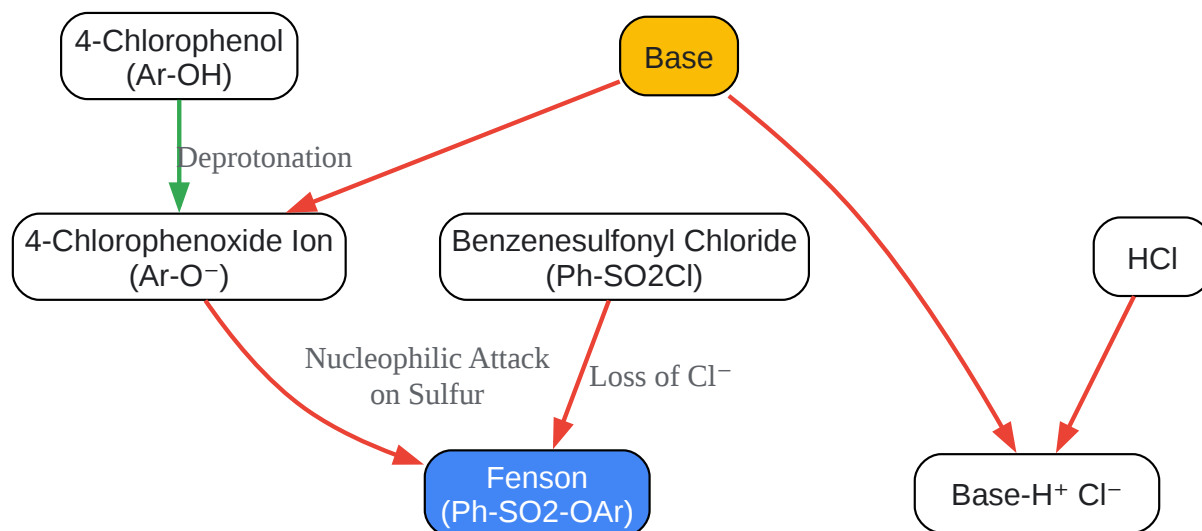 4-Chlorophenol
(Ar-OH)
Base
Deprotonation
4-Chlorophenoxide Ion
(Ar-O⁻)
Benzenesulfonyl Chloride
(Ph-SO2Cl)
HCl
Nucleophilic Attack
on Sulfur
Loss of Cl⁻
Fenson
(Ph-SO2-OAr)
Base-H⁺ Cl⁻